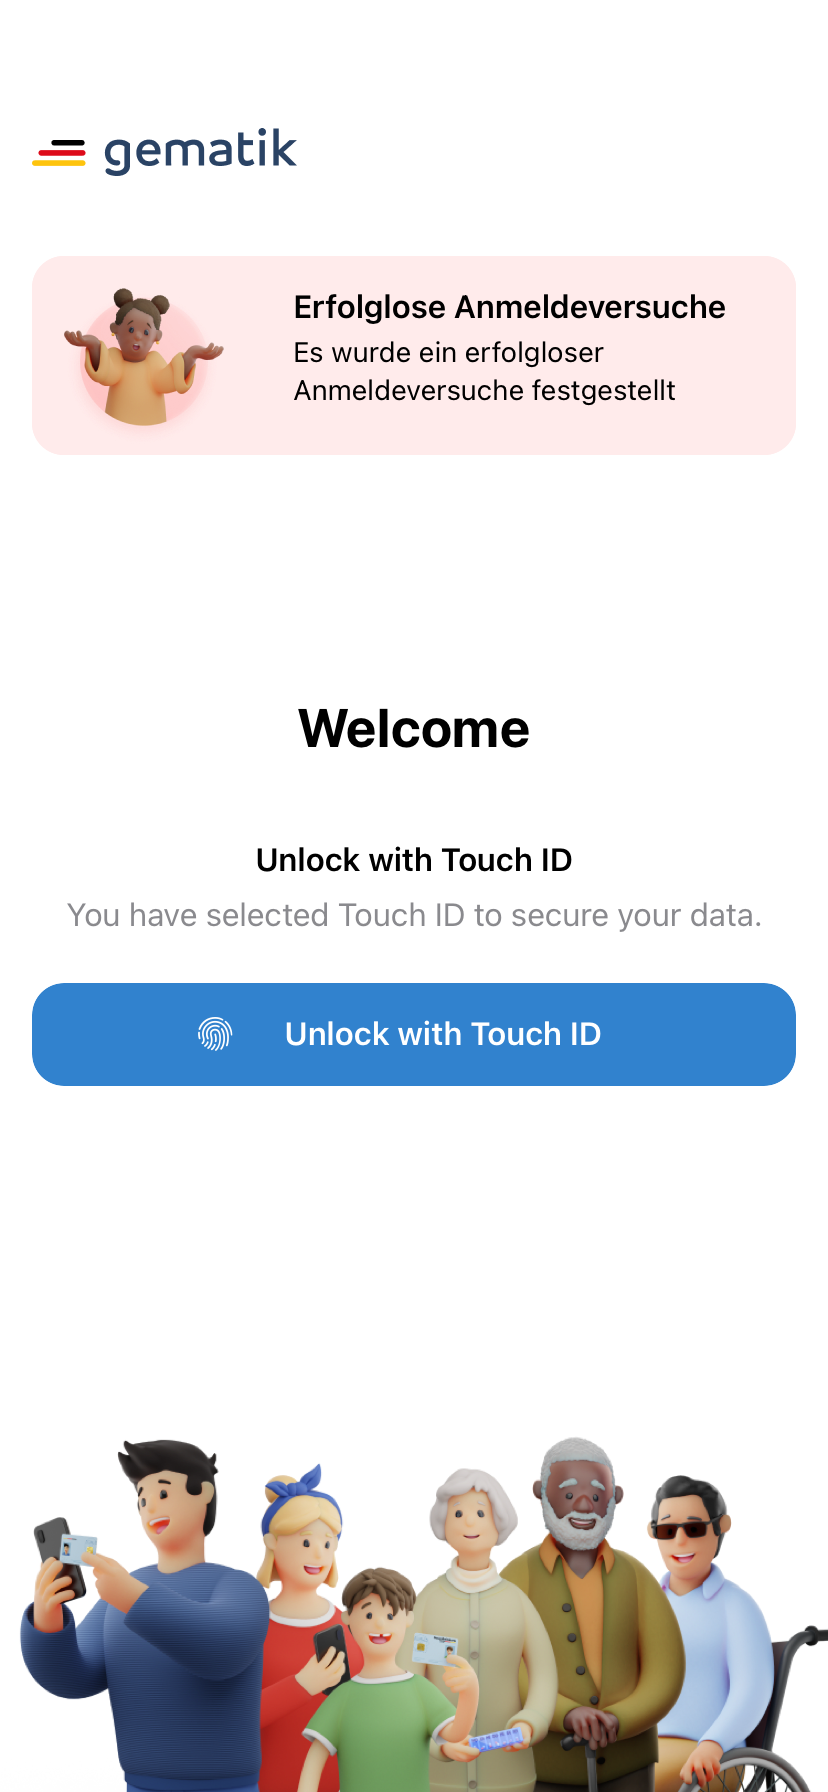 gematik
Erfolglose Anmeldeversuche
Es wurde ein erfolgloser
Anmeldeversuche festgestellt
Welcome
Unlock with Touch ID
You have selected Touch ID to secure your data.
Unlock with Touch ID